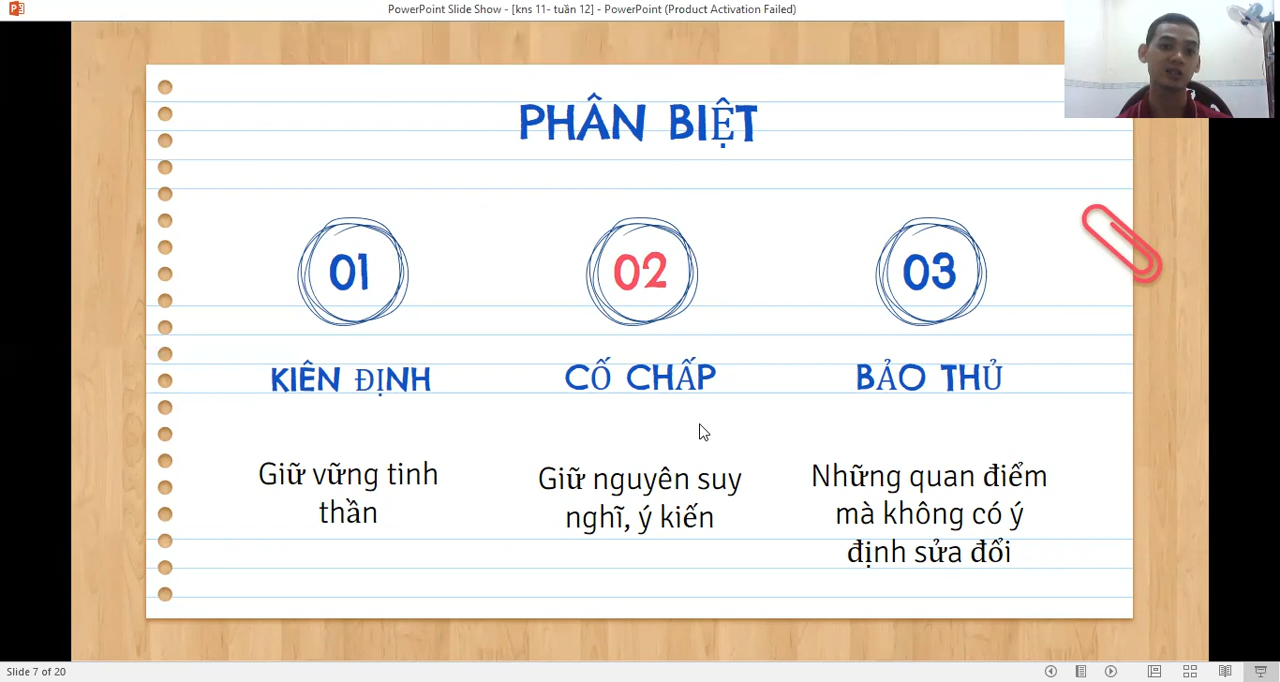 PowerPoint Slide Show - [kns 11- tuần 12] - PowerPoint (Product Activation Failed)
PHÂN BIỆT
01
02
03
KIÊN ĐỊNH
CỐ CHẤP
BẢO THỦ
Giữ vững tinh
thần
Giữ nguyên suy
nghĩ, ý kiến
Những quan điểm
mà không có ý
định sửa đổi
Slide 7 of 20